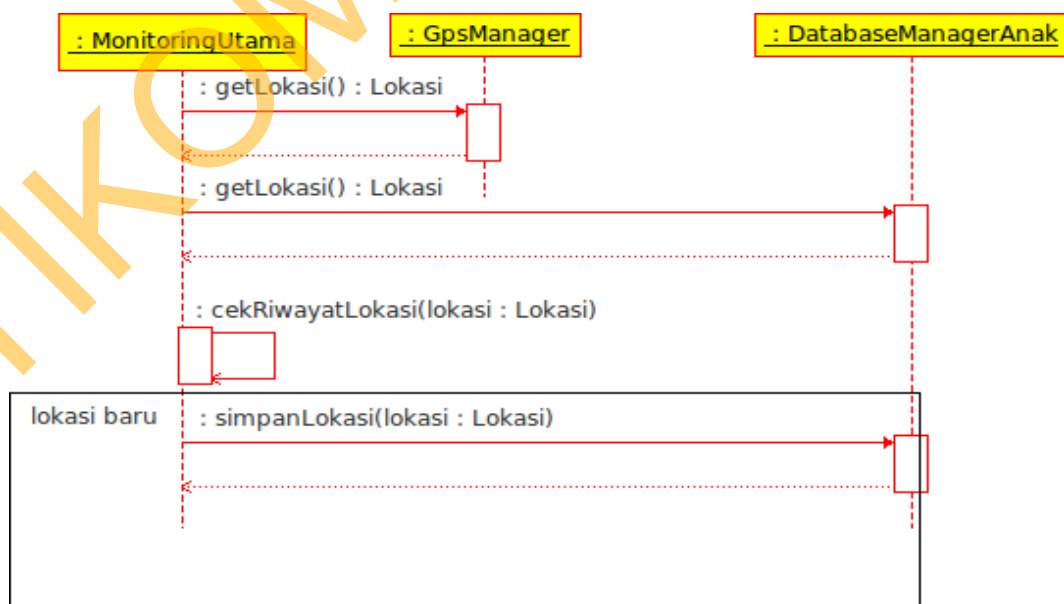 : MonitoringUtama
: GpsManager
: DatabaseManagerAnak
: getLokasi() : Lokasi
: getLokasi() : Lokasi
: cekRiwayatLokasi(lokasi : Lokasi)
lokasi baru
: simpanLokasi(lokasi : Lokasi)